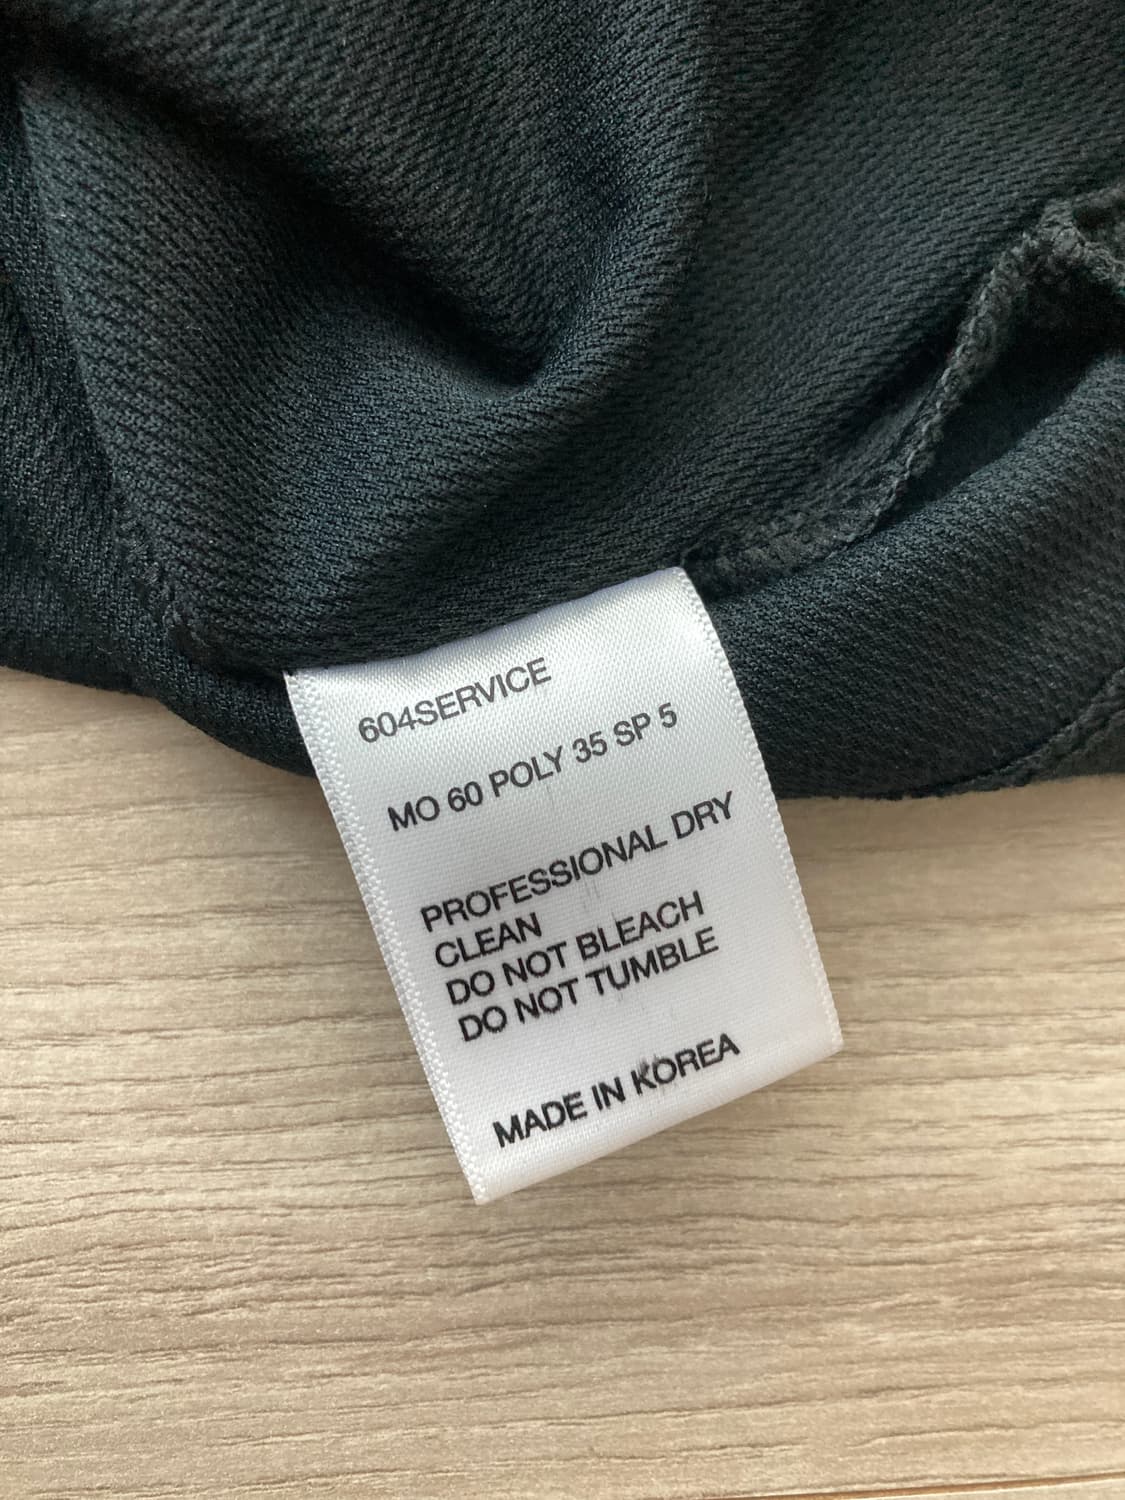 604SERVICE
MO 60 POLY 35 SP 5
PROFESSIONAL DRY
CLEAN
DO NOT BLEACH
DO NOT TUMBLE
MADE IN KOREA